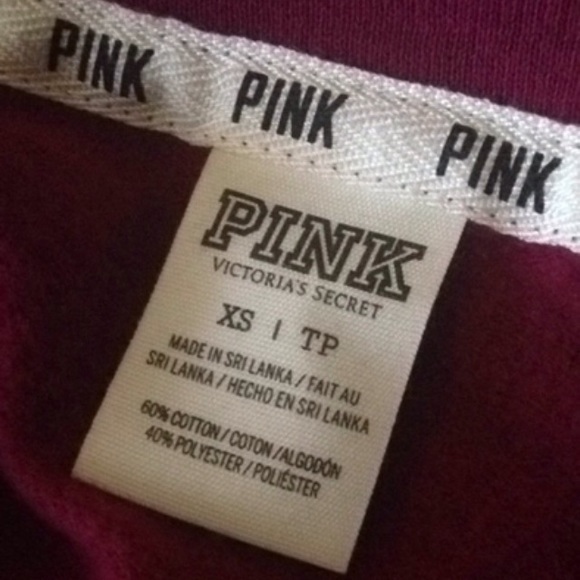 PINK PINK PINK
PINK
VICTORIA'S SECRET
XS | TP
MADE IN SRI LANKA / FAIT AU
SRI LANKA / HECHO EN SRI LANKA
60% COTTON / COTON / ALGODÓN
40% POLYESTER / POLIÉSTER